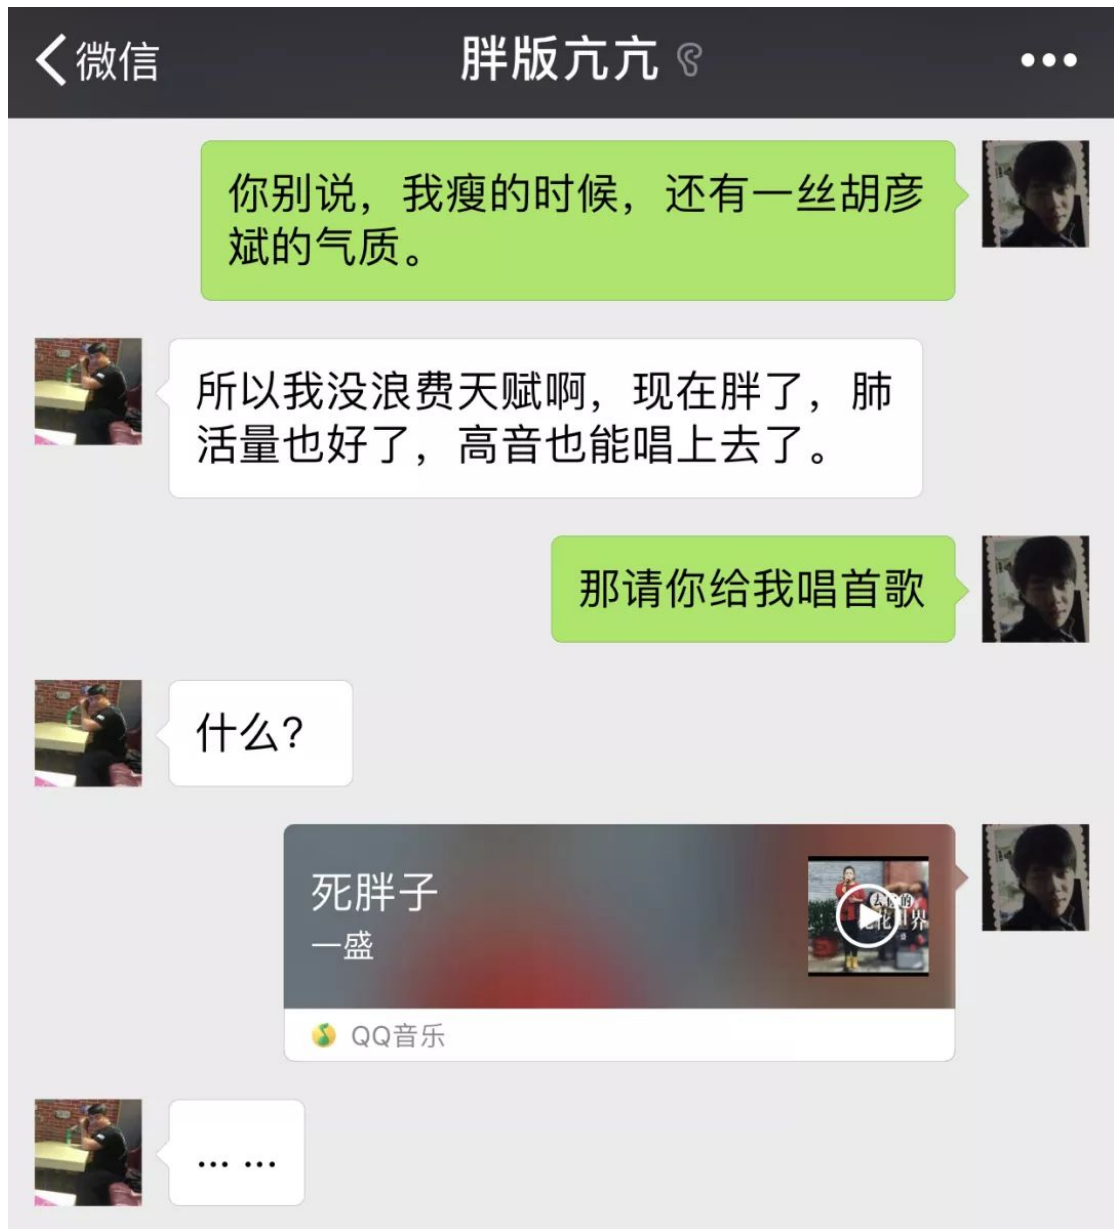 微信
胖版亢亢
你别说，我瘦的时候，还有一丝胡彦
斌的气质。
所以我没浪费天赋啊，现在胖了，肺
活量也好了，高音也能唱上去了。
那请你给我唱首歌
什么?
死胖子
一盛
QQ音乐
... ...